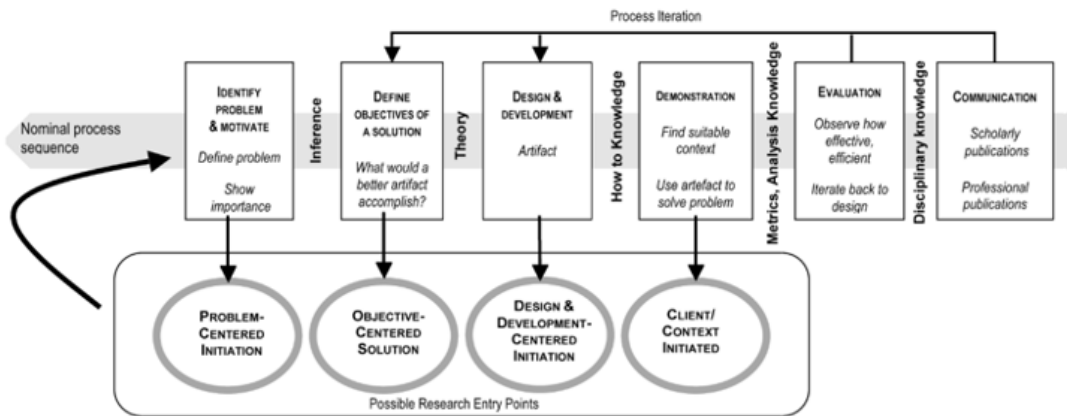 Process Iteration
Nominal process
sequence
IDENTIFY
PROBLEM
& MOTIVATE
Define problem
Show
importance
Inference
DEFINE
OBJECTIVES OF
A SOLUTION
What would a
better artifact
accomplish?
Theory
DESIGN &
DEVELOPMENT
Artifact
How to Knowledge
DEMONSTRATION
Find suitable
context
Use artefact to
solve problem
Metrics, Analysis Knowledge
EVALUATION
Observe how
effective,
efficient
Iterate back to
design
Disciplinary knowledge
COMMUNICATION
Scholarly
publications
Professional
publications
PROBLEM-
CENTERED
INITIATION
OBJECTIVE-
CENTERED
SOLUTION
DESIGN &
DEVELOPMENT-
CENTERED
INITIATION
CLIENT/
CONTEXT
INITIATED
Possible Research Entry Points